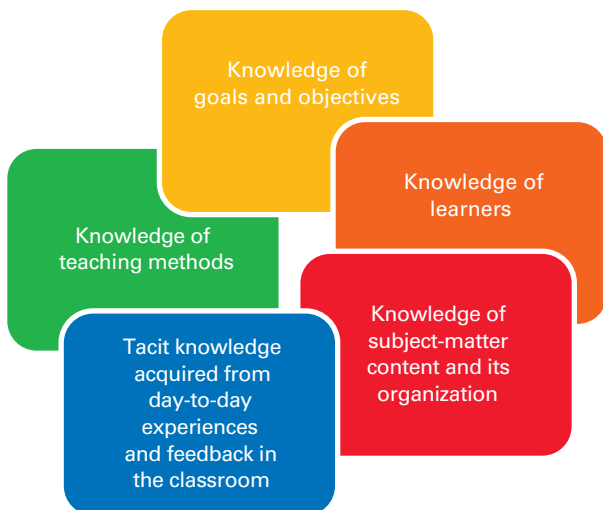 Knowledge of
goals and objectives
Knowledge of
learners
Knowledge of
teaching methods
Knowledge of
subject-matter
content and its
organization
Tacit knowledge
acquired from
day-to-day
experiences
and feedback in
the classroom